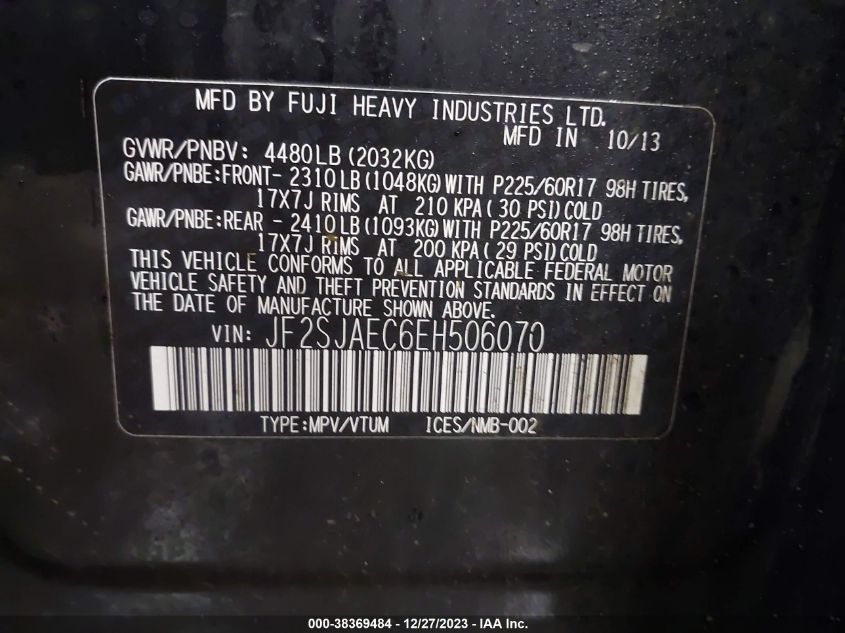 MFD BY FUJI HEAVY INDUSTRIES LTD.
MFD IN 10/13
GVWR/PNBV: 4480LB (2032KG)
GAWR/PNBE:FRONT- 2310LB (1048KG) WITH P225/60R17 98H TIRES,
17X7J RIMS AT 210 KPA ( 30 PSI) COLD
GAWR/PNBE:REAR - 2410LB (1093KG) WITH P225/60R17 98H TIRES,
17X7J RIMS AT 200 KPA ( 29 PSI) COLD
THIS VEHICLE CONFORMS TO ALL APPLICABLE FEDERAL MOTOR
VEHICLE SAFETY AND THEFT PREVENTION STANDARDS IN EFFECT ON
THE DATE OF MANUFACTURE SHOWN ABOVE.
VIN: JF2SJAEC6EH506070
TYPE:MPV/VTUM ICES/NMB-002
000-38369484 - 12/27/2023 - IAA Inc.